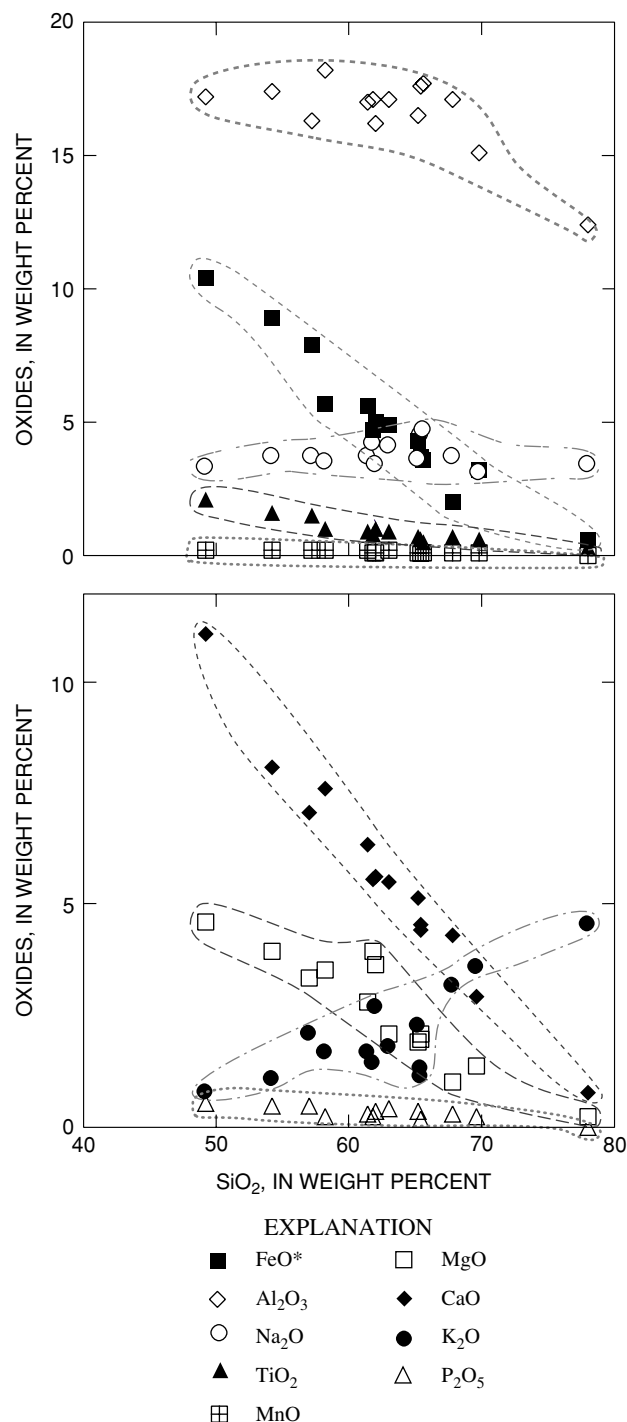 20
15
10
5
0
OXIDES, IN WEIGHT PERCENT
10
5
0
OXIDES, IN WEIGHT PERCENT
40 50 60 70 80
SiO₂, IN WEIGHT PERCENT
EXPLANATION
FeO* MgO
Al₂O₃ CaO
Na₂O K₂O
TiO₂ P₂O₅
MnO